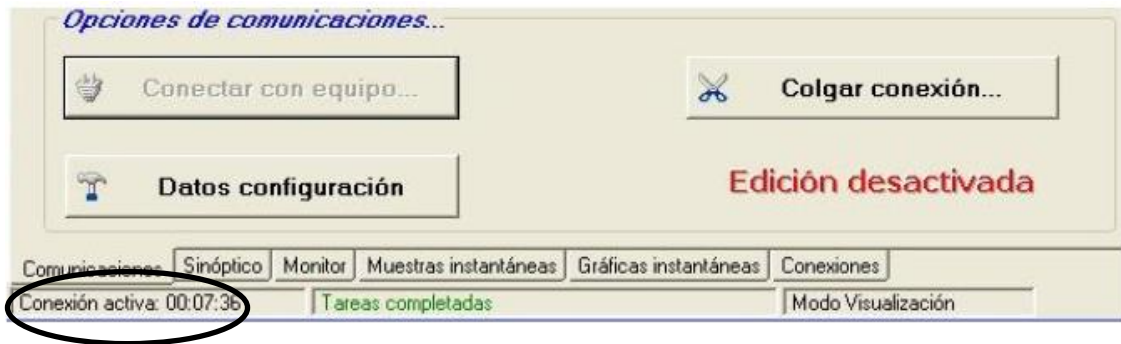 Opciones de comunicaciones...
Conectar con equipo...
Colgar conexión...
Datos configuración
Edición desactivada
Comunicaciones Sinóptico Monitor Muestras instantáneas Gráficas instantáneas Conexiones
Conexión activa: 00:07:36 Tareas completadas Modo Visualización